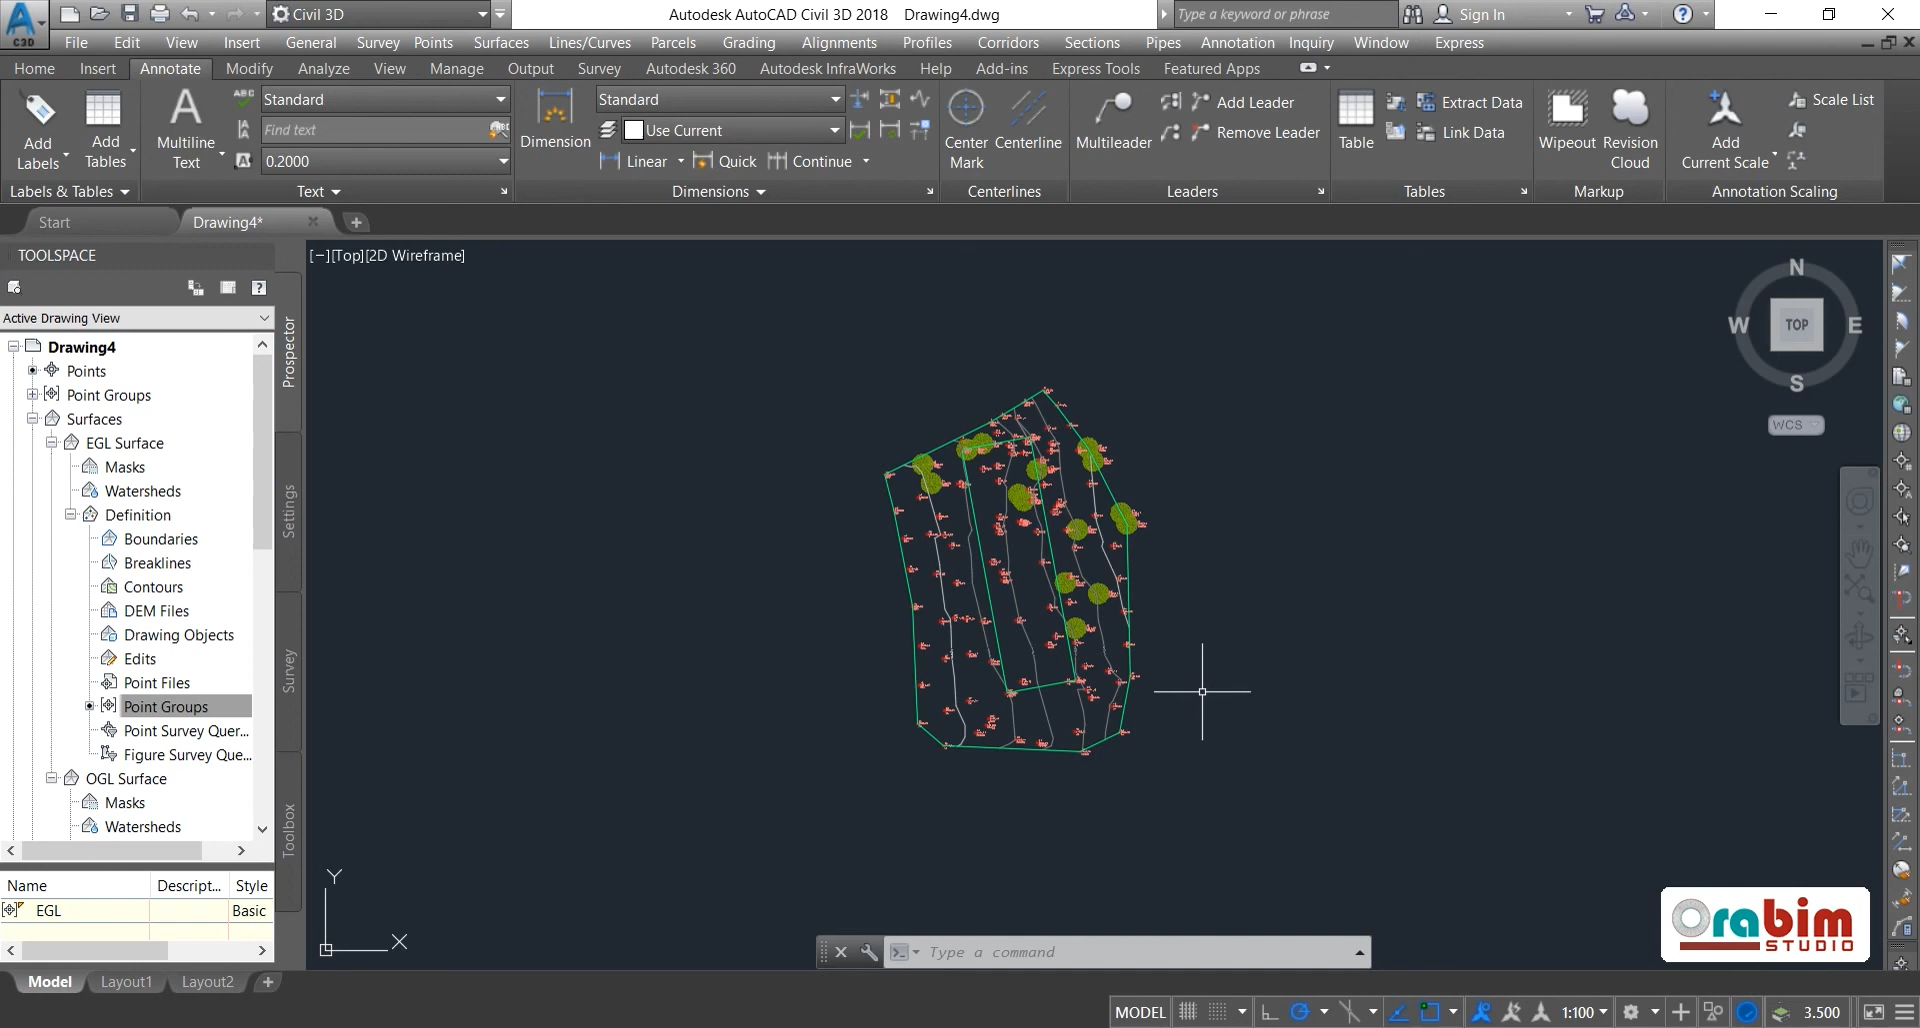 Civil 3D
Autodesk AutoCAD Civil 3D 2018 Drawing4.dwg
Type a keyword or phrase
Sign In
C3D
File Edit View Insert General Survey Points Surfaces Lines/Curves Parcels Grading Alignments Profiles Corridors Sections Pipes Annotation Inquiry Window Express
Home Insert Annotate Modify Analyze View Manage Output Survey Autodesk 360 Autodesk InfraWorks Help Add-ins Express Tools Featured Apps
Add Labels
Add Tables
Labels & Tables
Multiline Text
ABC
Standard
Find text
0.2000
Text
Dimension
Standard
Use Current
Linear Quick Continue
Dimensions
Center Mark
Centerline
Centerlines
Multileader
Add Leader
Remove Leader
Leaders
Table
Extract Data
Link Data
Tables
Wipeout
Revision Cloud
Markup
Add Current Scale
Scale List
Annotation Scaling
Start
Drawing4*
TOOLSPACE
Active Drawing View
Drawing4
Points
Point Groups
Surfaces
EGL Surface
Masks
Watersheds
Definition
Boundaries
Breaklines
Contours
DEM Files
Drawing Objects
Edits
Point Files
Point Groups
Point Survey Quer...
Figure Survey Que...
OGL Surface
Masks
Watersheds
Name Descript... Style
EGL Basic
Prospector
Settings
Survey
Toolbox
[−][Top][2D Wireframe]
N
W TOP E
S
WCS
Y
X
Orabim
STUDIO
Type a command
Model Layout1 Layout2
MODEL 1:100 3.500